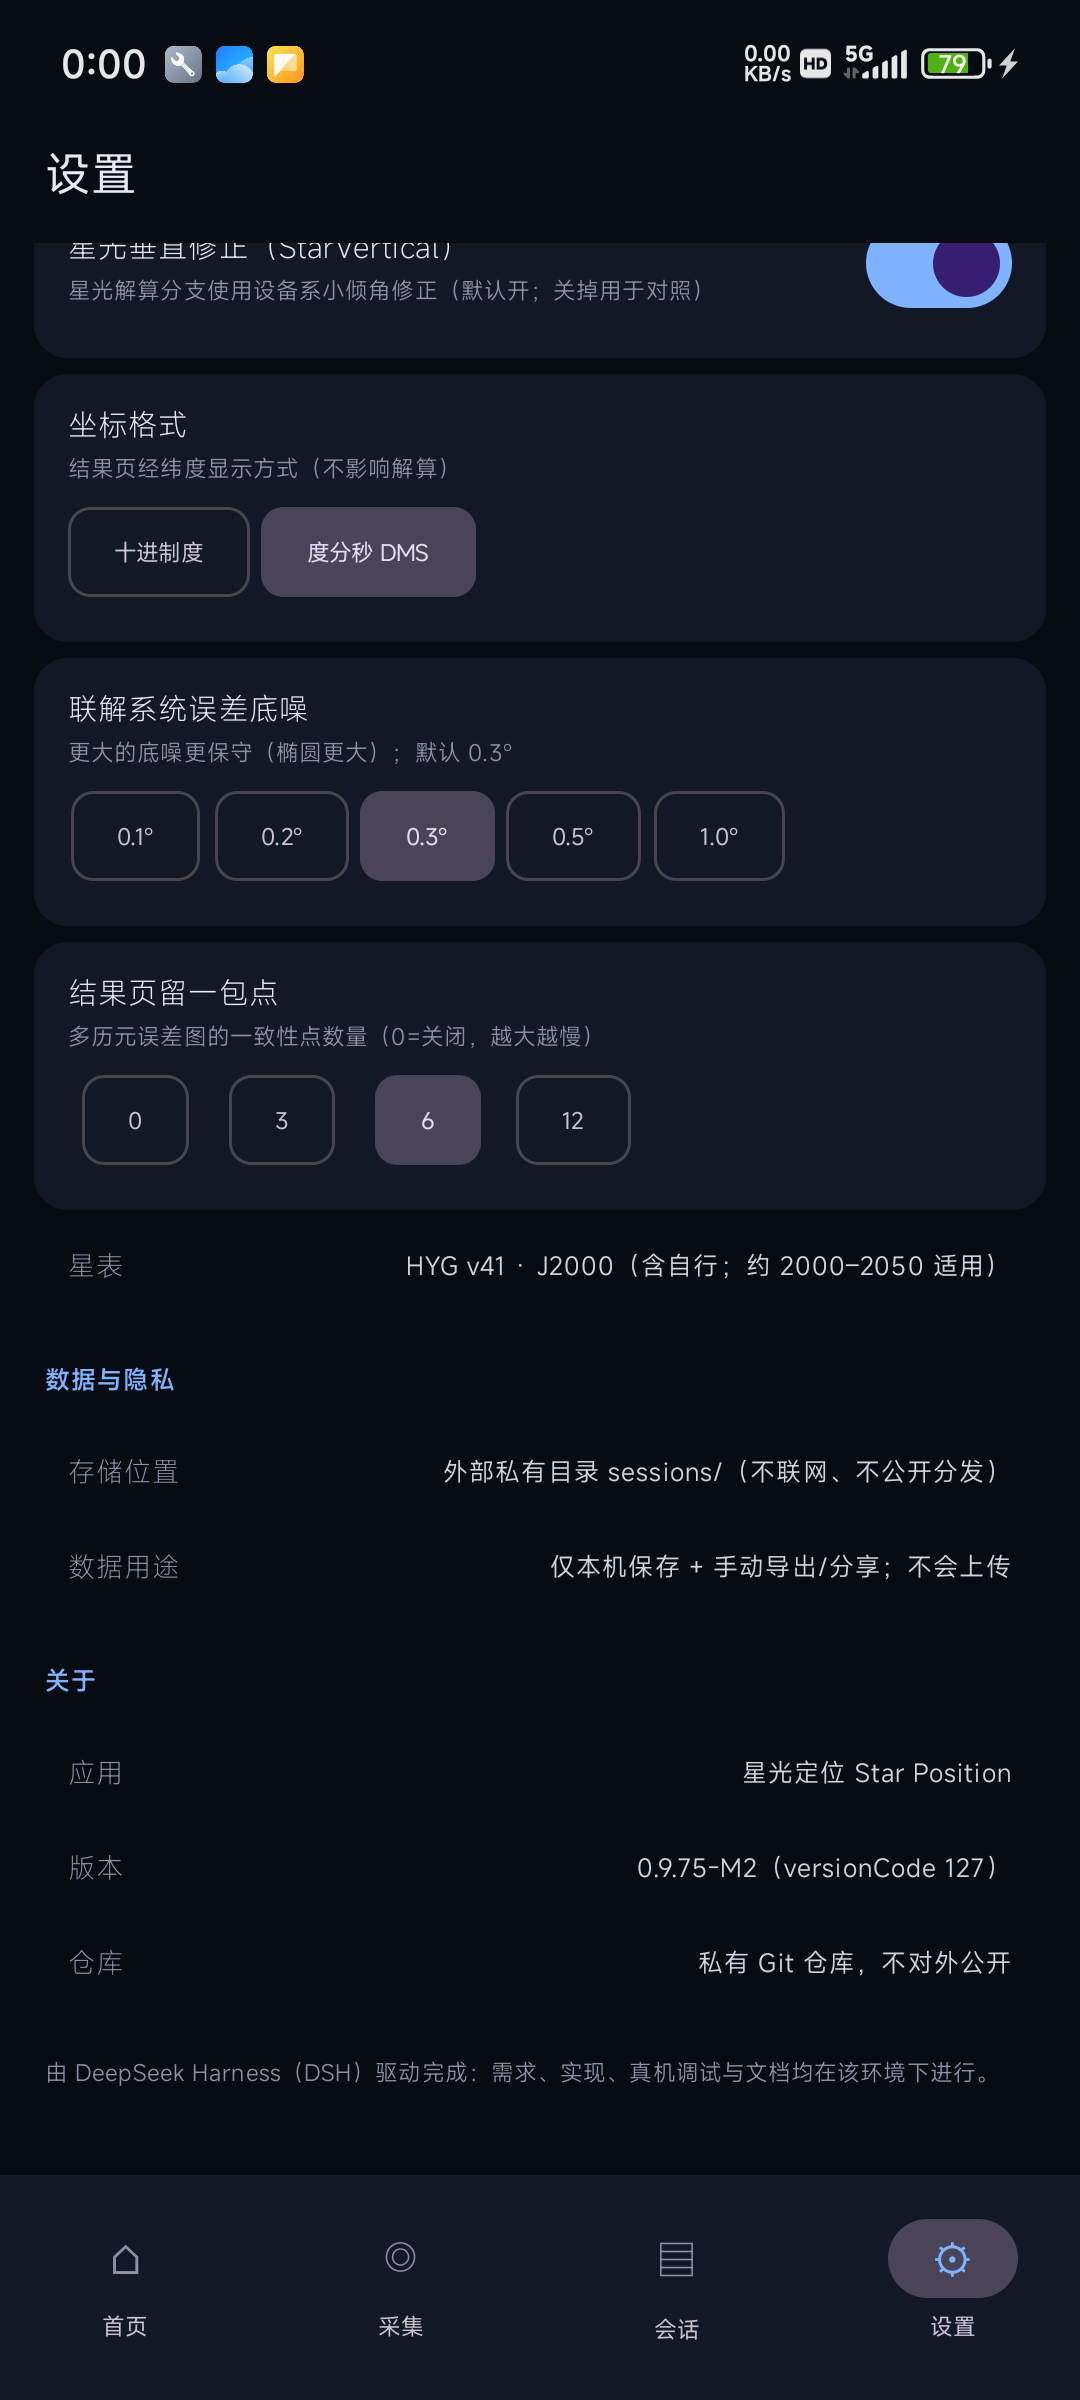 0:00
0.00 KB/s HD 5G 79
设置
星光垂直修正（StarVertical）
星光解算分支使用设备系小倾角修正（默认开；关掉用于对照）
坐标格式
结果页经纬度显示方式（不影响解算）
十进制度 度分秒 DMS
联解系统误差底噪
更大的底噪更保守（椭圆更大）；默认 0.3°
0.1° 0.2° 0.3° 0.5° 1.0°
结果页留一包点
多历元误差图的一致性点数量（0=关闭，越大越慢）
0 3 6 12
星表 HYG v41 · J2000（含自行；约 2000–2050 适用）
数据与隐私
存储位置 外部私有目录 sessions/（不联网、不公开分发）
数据用途 仅本机保存 + 手动导出/分享；不会上传
关于
应用 星光定位 Star Position
版本 0.9.75-M2（versionCode 127）
仓库 私有 Git 仓库，不对外公开
由 DeepSeek Harness（DSH）驱动完成：需求、实现、真机调试与文档均在该环境下进行。
首页 采集 会话 设置